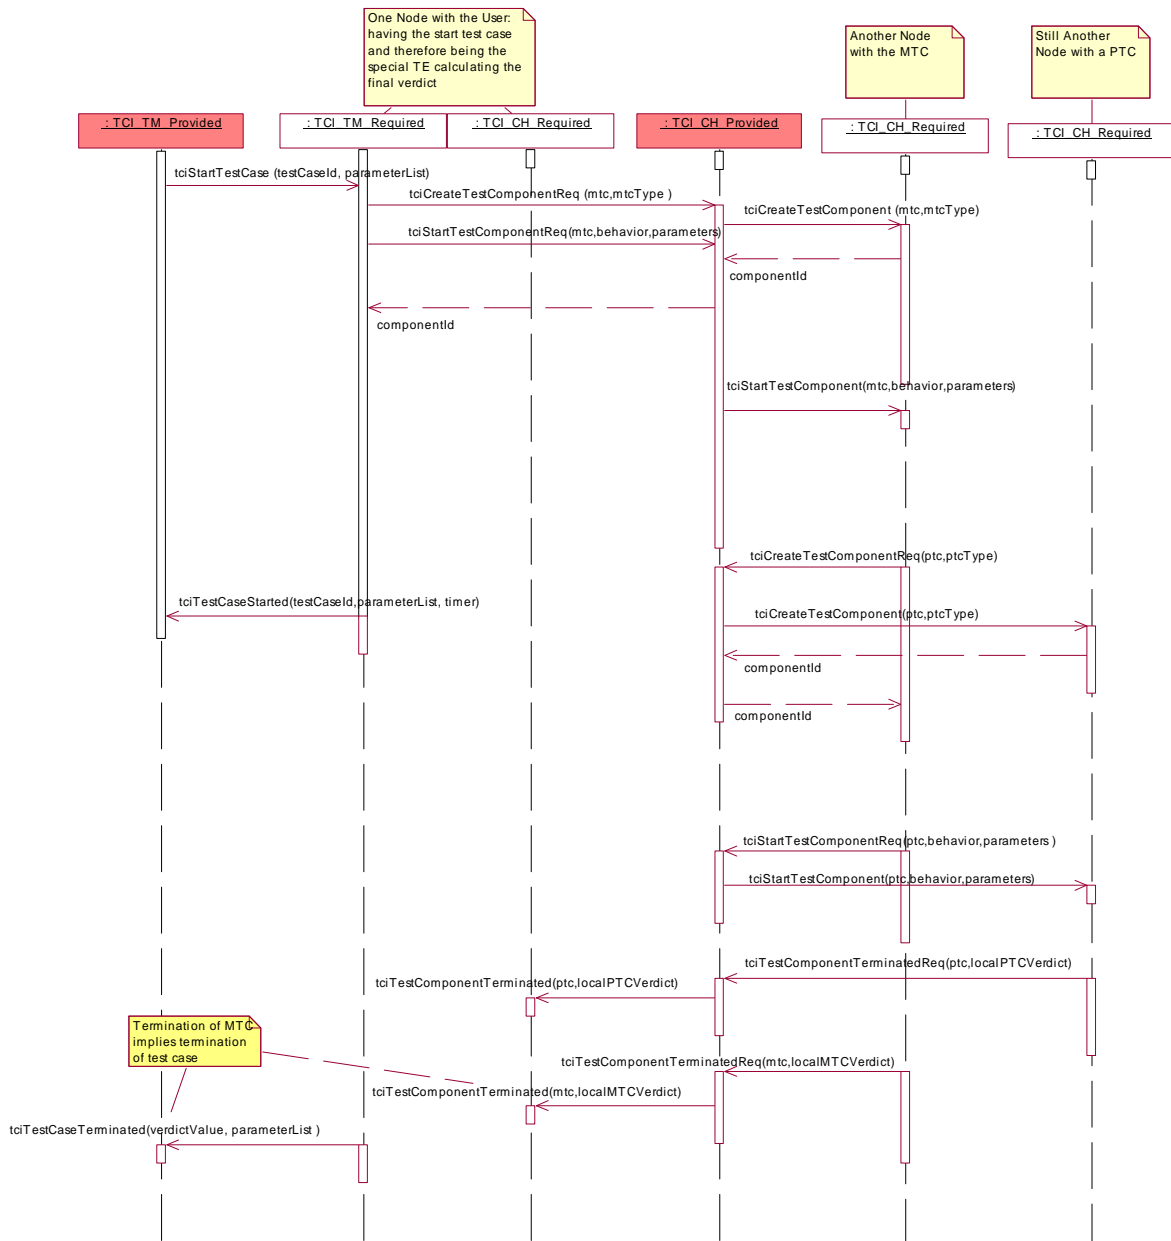 One Node with the User:
having the start test case
and therefore being the
special TE calculating the
final verdict
Another Node
with the MTC
Still Another
Node with a PTC
: TCI_TM_Provided
: TCI_TM_Required
: TCI_CH_Required
: TCI_CH_Provided
: TCI_CH_Required
: TCI_CH_Required
tciStartTestCase (testCaseId, parameterList)
tciCreateTestComponentReq (mtc,mtcType )
tciCreateTestComponent (mtc,mtcType)
tciStartTestComponentReq(mtc,behavior,parameters)
componentId
componentId
tciStartTestComponent(mtc,behavior,parameters)
tciCreateTestComponentReq(ptc,ptcType)
tciTestCaseStarted(testCaseId,parameterList, timer)
tciCreateTestComponent(ptc,ptcType)
componentId
componentId
tciStartTestComponentReq(ptc,behavior,parameters )
tciStartTestComponent(ptc,behavior,parameters)
tciTestComponentTerminatedReq(ptc,localPTCVerdict)
tciTestComponentTerminated(ptc,localPTCVerdict)
Termination of MTC
implies termination
of test case
tciTestComponentTerminatedReq(mtc,localMTCVerdict)
tciTestComponentTerminated(mtc,localMTCVerdict)
tciTestCaseTerminated(verdictValue, parameterList )